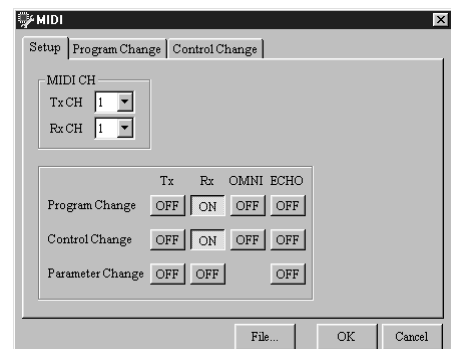 MIDI
Setup Program Change Control Change
MIDI CH
Tx CH 1
Rx CH 1
Tx Rx OMNI ECHO
Program Change OFF ON OFF OFF
Control Change OFF ON OFF OFF
Parameter Change OFF OFF OFF
File... OK Cancel